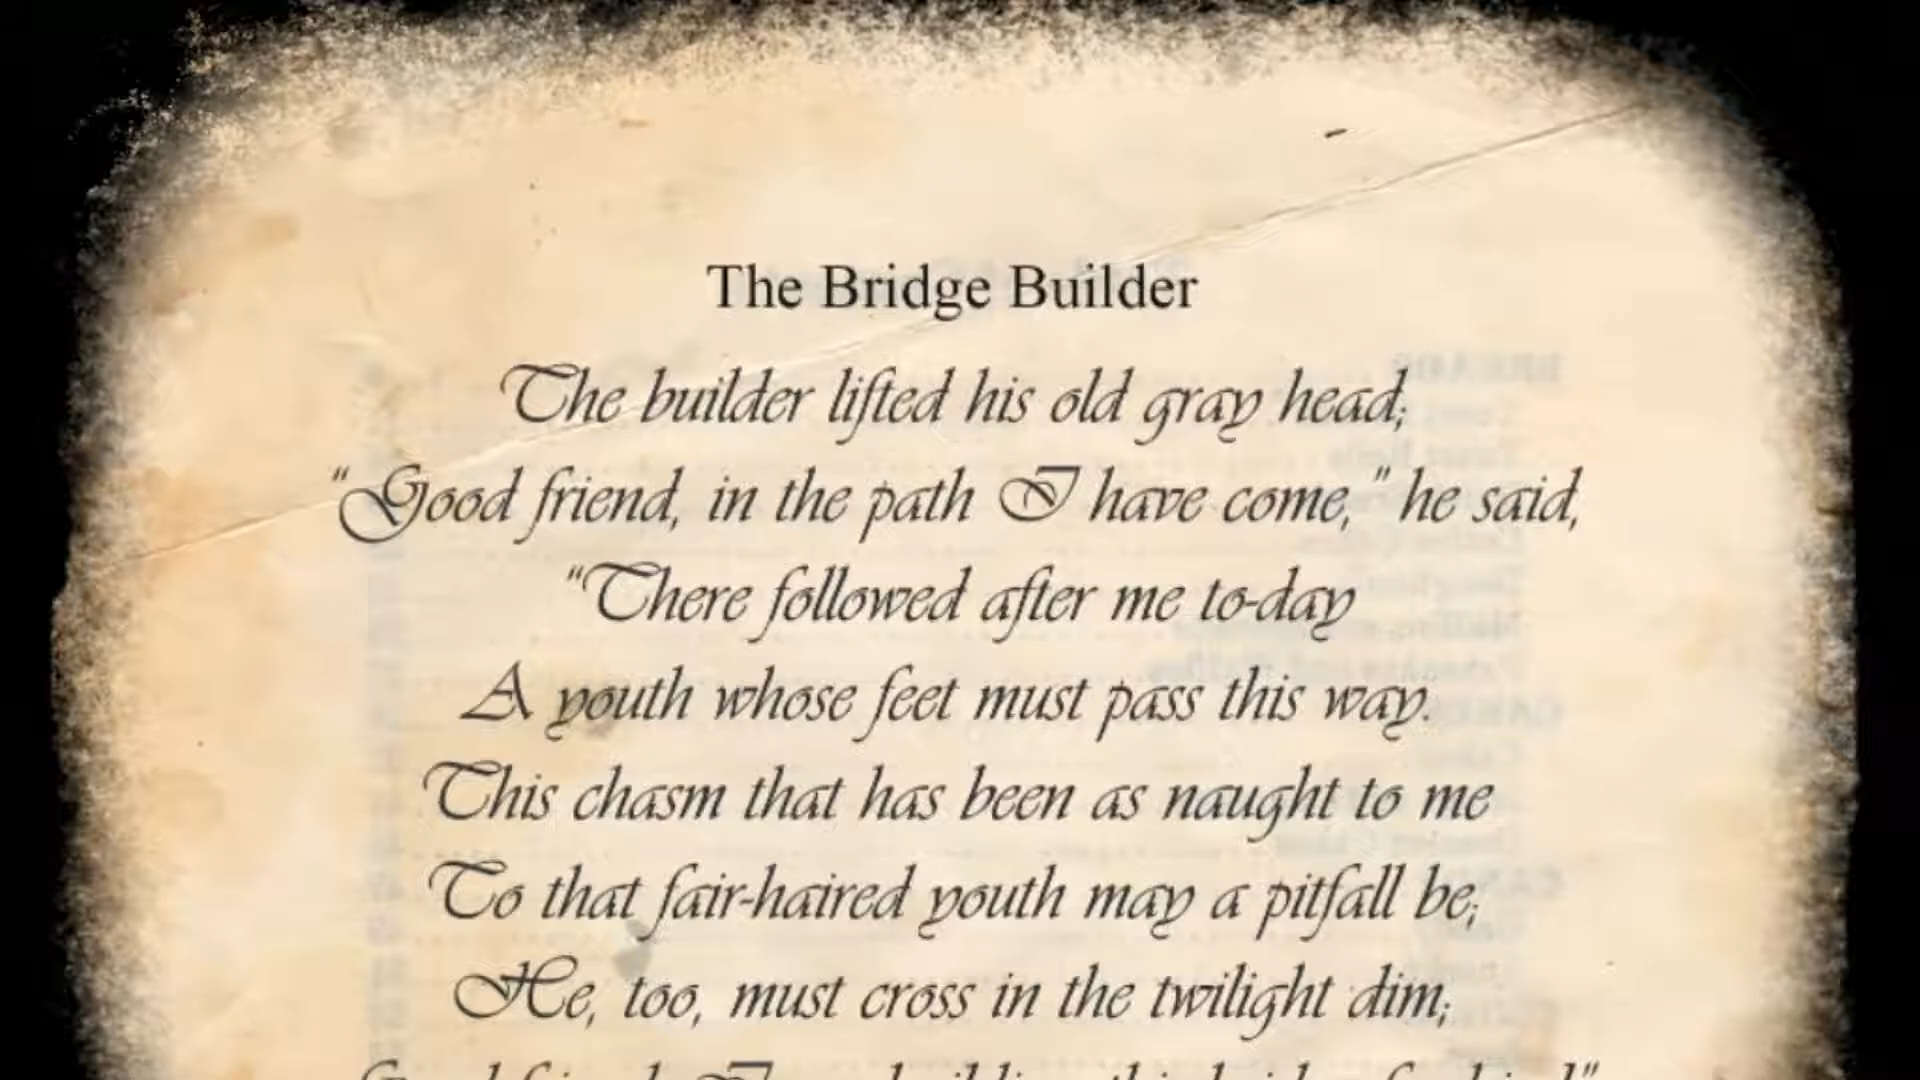 The Bridge Builder
The builder lifted his old gray head;
“Good friend, in the path I have come,” he said,
“There followed after me to-day
A youth whose feet must pass this way.
This chasm that has been as naught to me
To that fair-haired youth may a pitfall be;
He, too, must cross in the twilight dim;